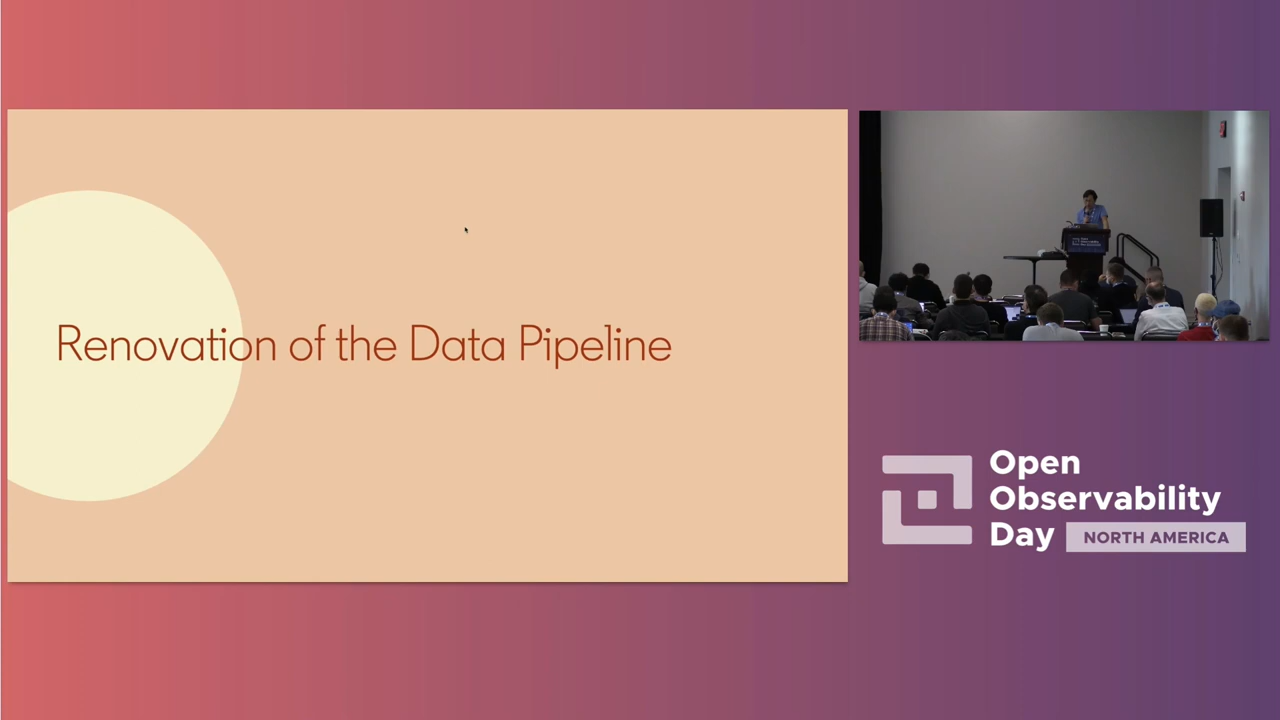 Renovation of the Data Pipeline
Open
Observability
Day
NORTH AMERICA